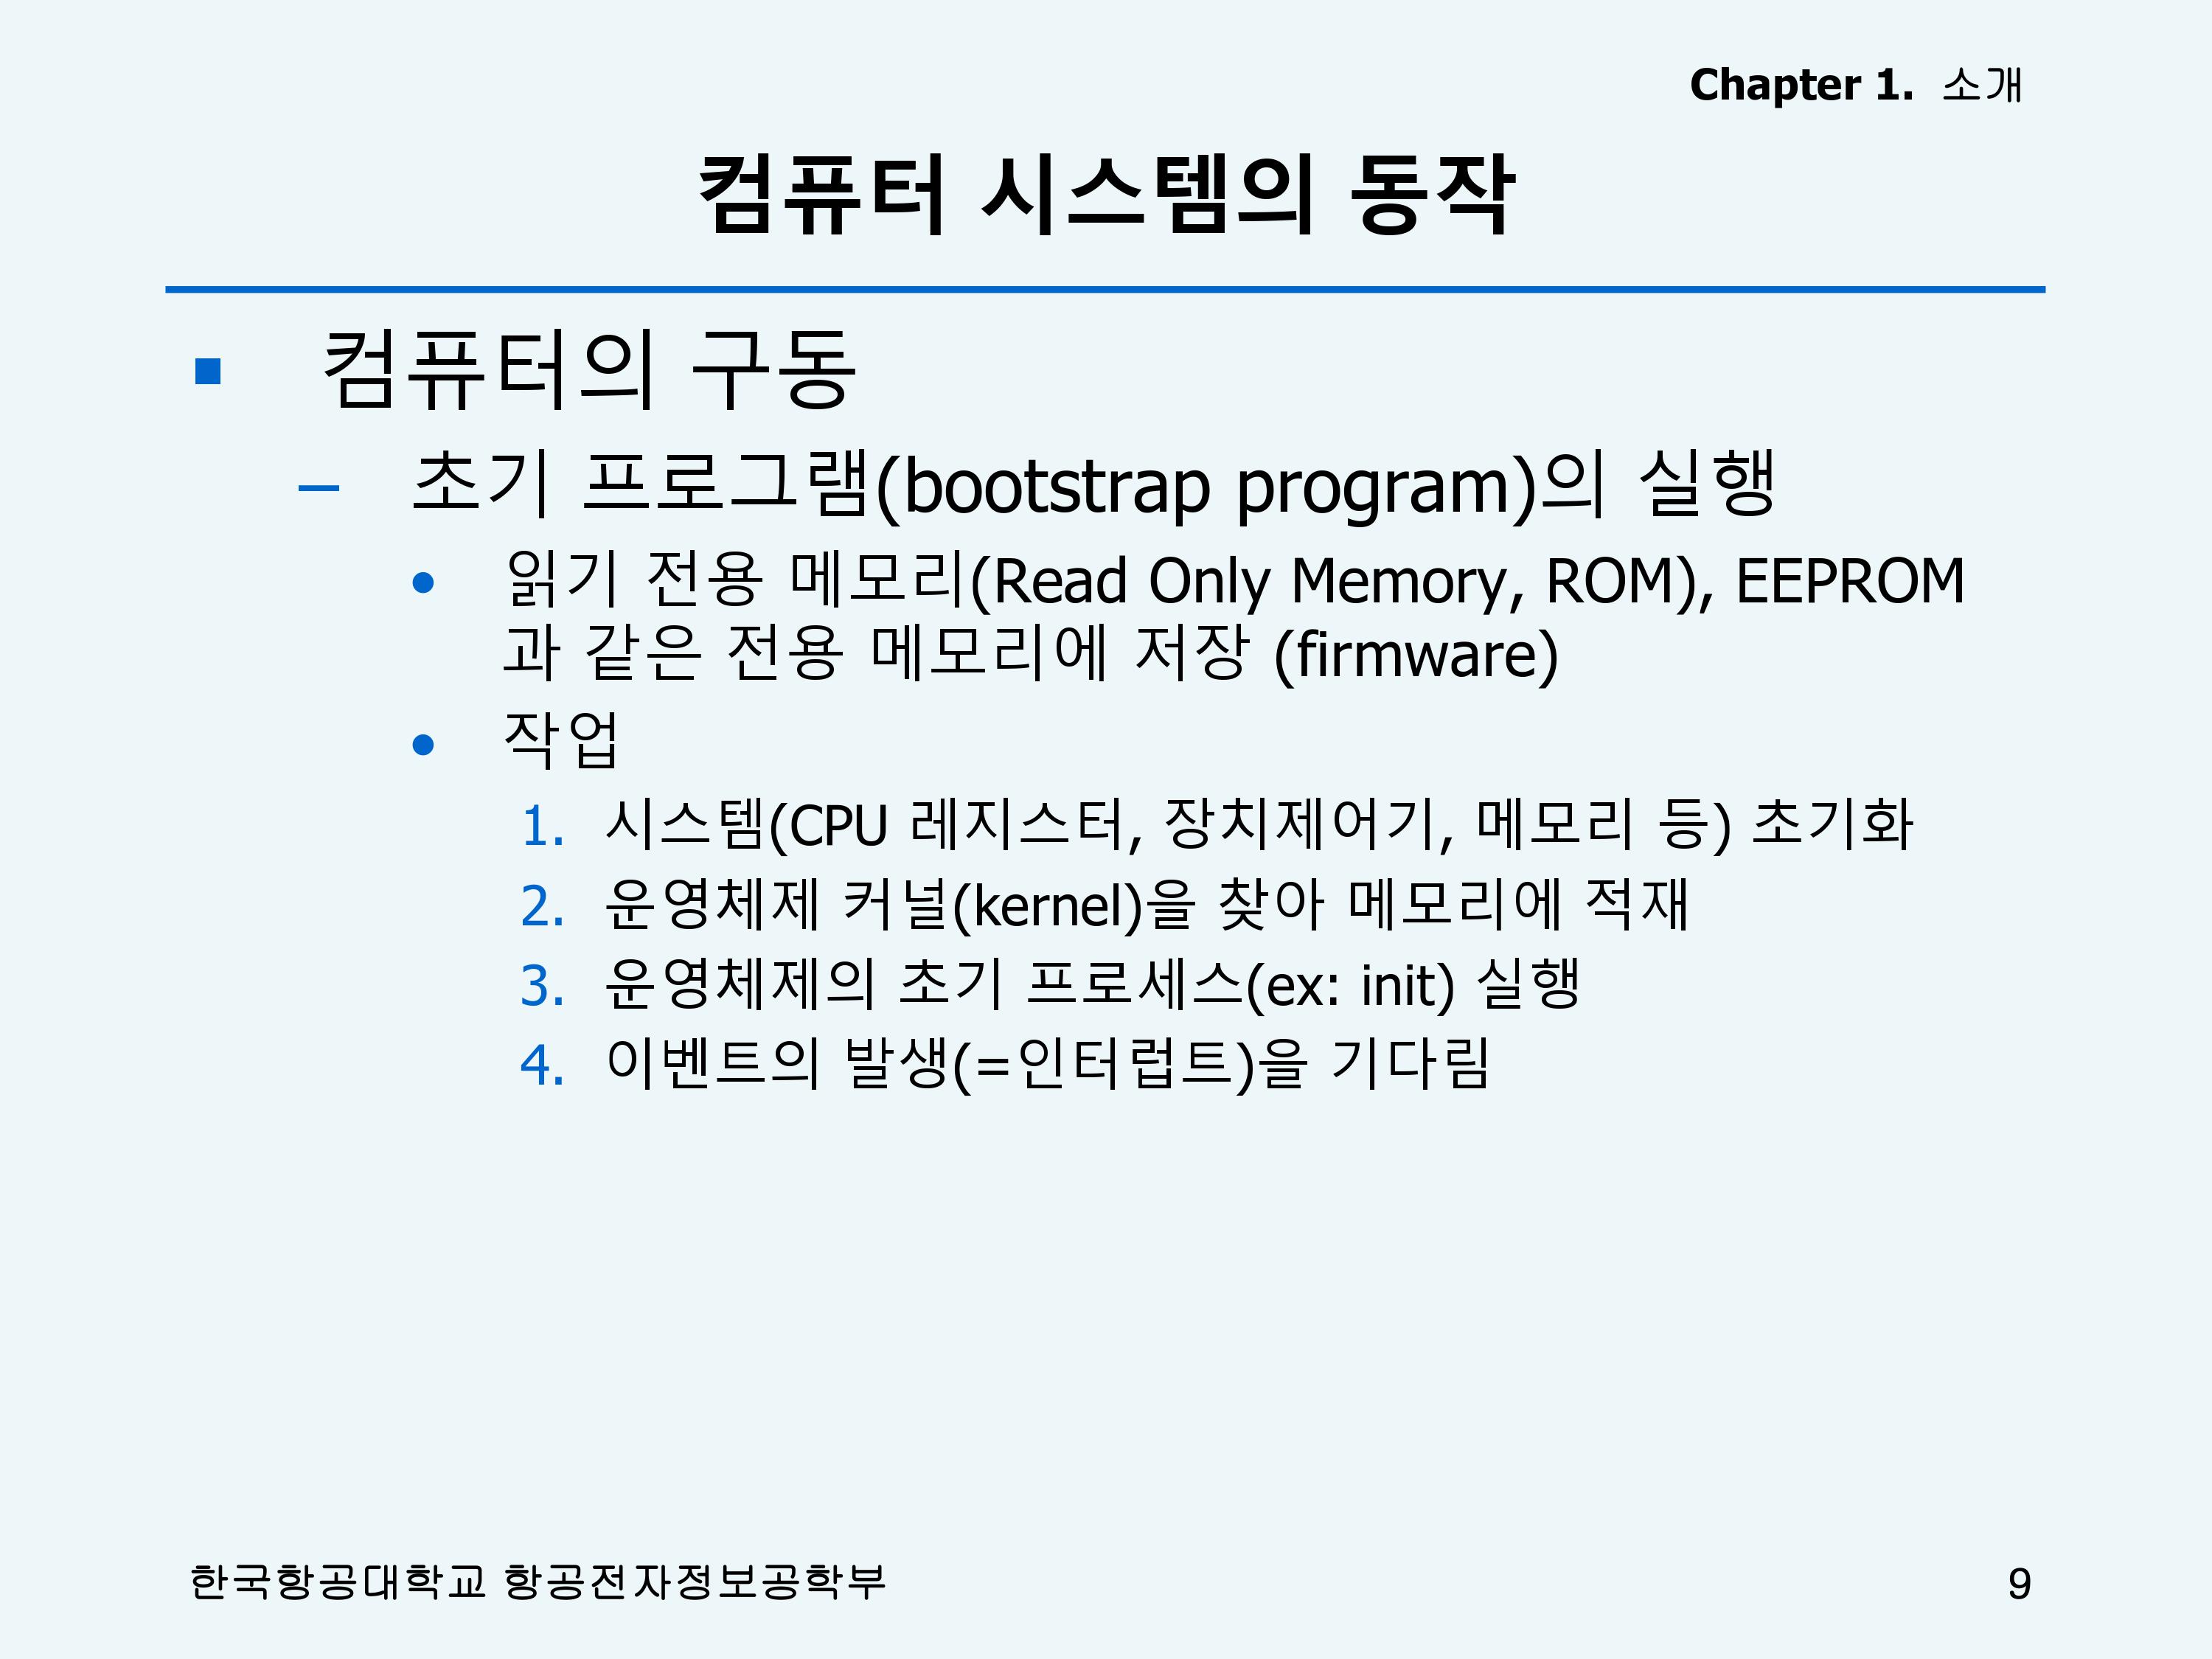 Chapter 1. 소개
컴퓨터 시스템의 동작
▪ 컴퓨터의 구동
– 초기 프로그램(bootstrap program)의 실행
• 읽기 전용 메모리(Read Only Memory, ROM), EEPROM
과 같은 전용 메모리에 저장 (firmware)
• 작업
1. 시스템(CPU 레지스터, 장치제어기, 메모리 등) 초기화
2. 운영체제 커널(kernel)을 찾아 메모리에 적재
3. 운영체제의 초기 프로세스(ex: init) 실행
4. 이벤트의 발생(=인터럽트)을 기다림
한국항공대학교 항공전자정보공학부
9